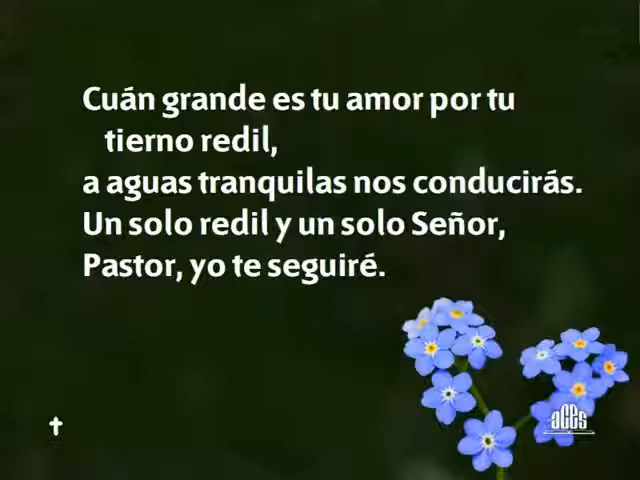 Cuán grande es tu amor por tu
tierno redil,
a aguas tranquilas nos conducirás.
Un solo redil y un solo Señor,
Pastor, yo te seguiré.
aces